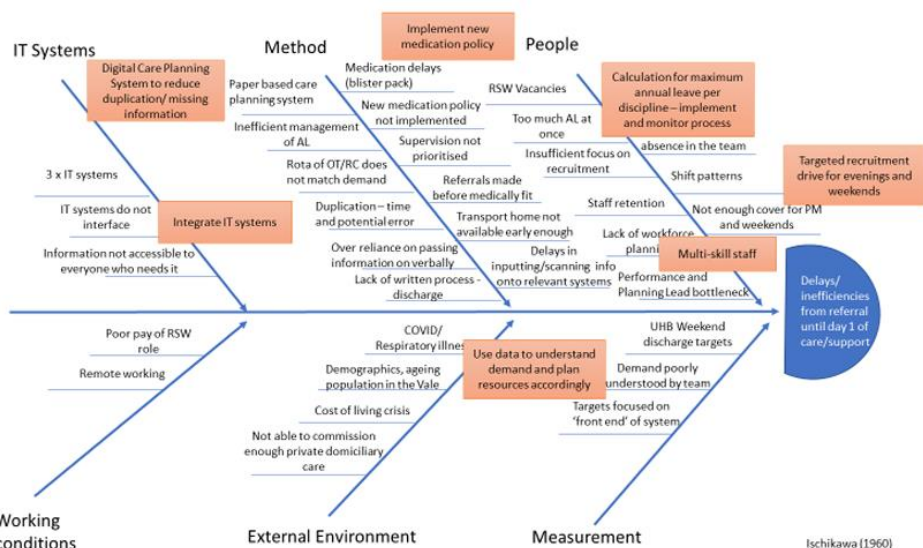 IT Systems
Method
People
Implement new
medication policy
Digital Care Planning
System to reduce
duplication/ missing
information
3 x IT systems
IT systems do not
interface
Integrate IT systems
Information not accessible to
everyone who needs it
Paper based care
planning system
Inefficient management
of AL
Rota of OT/RC does
not match demand
Duplication – time
and potential error
Over reliance on passing
information on verbally
Lack of written process -
discharge
Medication delays
(blister pack)
New medication policy
not implemented
Supervision not
prioritised
Referrals made
before medically fit
Transport home not
available early enough
Delays in
inputting/scanning info
onto relevant systems
RSW Vacancies
Too much AL at
once
Insufficient focus on
recruitment
Staff retention
Lack of workforce
Calculation for maximum
annual leave per
discipline – implement
and monitor process
absence in the team
Shift patterns
Targeted recruitment
drive for evenings and
weekends
Not enough cover for PM
and weekends
Multi-skill staff
Performance and
Planning Lead bottleneck
Delays/
inefficiencies
from referral
until day 1 of
care/support
Poor pay of RSW
role
Remote working
Working
conditions
COVID/
Respiratory
Demographics, ageing
population in the Vale
Cost of living crisis
Not able to commission
enough private domiciliary
care
External Environment
Use data to understand
demand and plan
resources accordingly
UHB Weekend
discharge targets
Demand poorly
understood by team
Targets focused on
‘front end’ of system
Measurement
Ischikawa (1960)